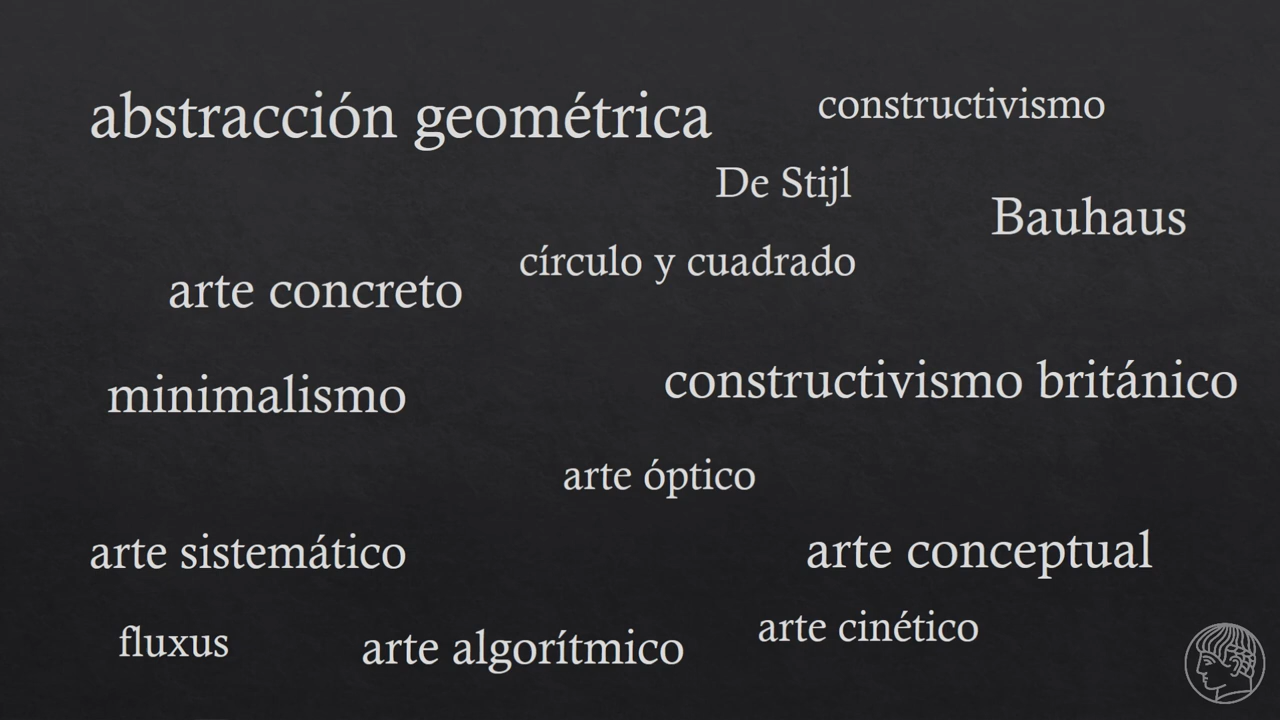 abstracción geométrica
constructivismo
De Stijl
Bauhaus
círculo y cuadrado
arte concreto
minimalismo
constructivismo británico
arte óptico
arte sistemático
arte conceptual
fluxus
arte algorítmico
arte cinético